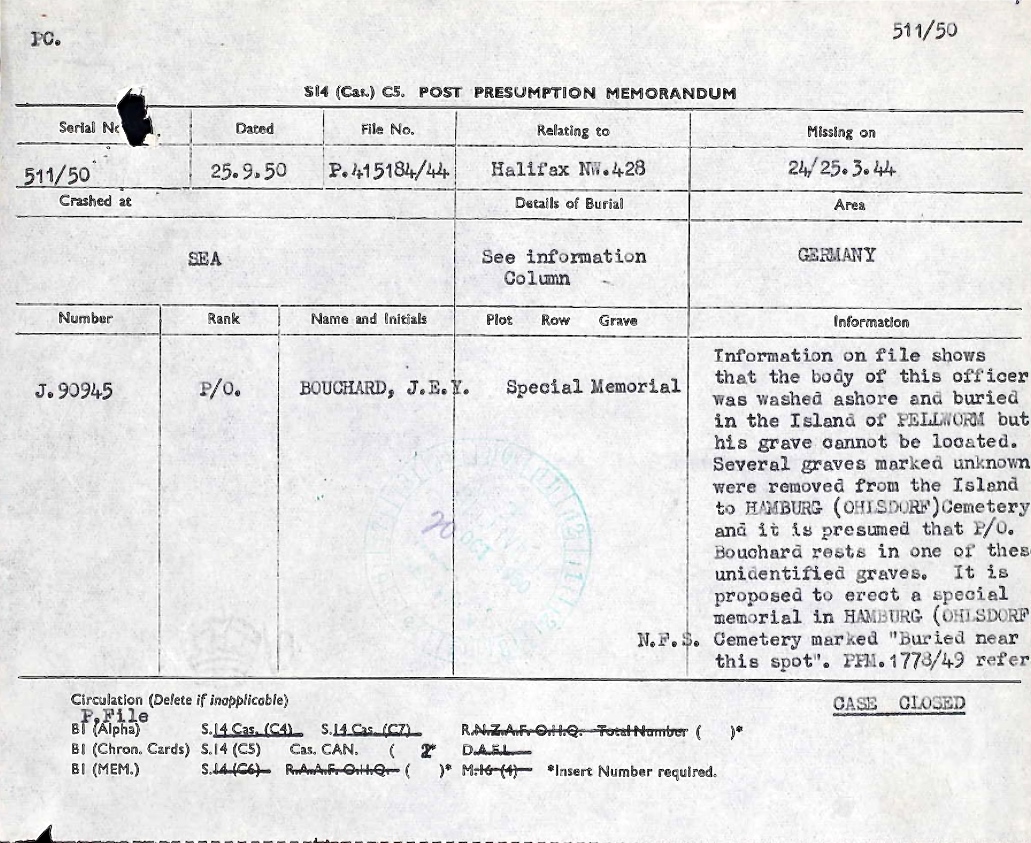 PC.
511/50
S14 (Cas.) C5. POST PRESUMPTION MEMORANDUM
Serial No. Dated File No. Relating to Missing on
511/50 25.9.50 P.415184/44 Halifax NW.428 24/25.3.44
Crashed at Details of Burial Area
SEA See information GERMANY
Column
Number Rank Name and Initials Plot Row Grave Information
J.90945 P/O. BOUCHARD, J.E.Y. Special Memorial
Information on file shows
that the body of this officer
was washed ashore and buried
in the Island of PELLWORM but
his grave cannot be located.
Several graves marked unknown
were removed from the Island
to HAMBURG (OHLSDORF)Cemetery
and it is presumed that P/O.
Bouchard rests in one of thes
unidentified graves. It is
proposed to erect a special
memorial in HAMBURG (OHLSDORF
N.F.S. Cemetery marked "Buried near
this spot". PPM.1778/49 refer
20 OCT 1950
Circulation (Delete if inapplicable)
CASE CLOSED
P.File
B1 (Alpha) S.14 Cas. (C4) S.14 Cas. (C7) R.N.Z.A.F.O.H.Q. Total Number ( )*
B1 (Chron. Cards) S.14 (C5) Cas. CAN. ( 2* D.A.F.L.
B1 (MEM.) S.14 (C6) R.A.A.F.O.H.Q. ( )* M.16 (4) *Insert Number required.